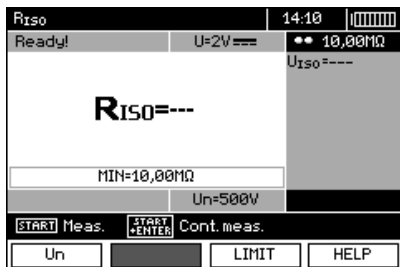 RISO 14:10
Ready! U=2V •• 10,00MΩ
UISO=---
RISO=---
MIN=10,00MΩ
Un=500V
START Meas. START +ENTER Cont.meas.
Un LIMIT HELP